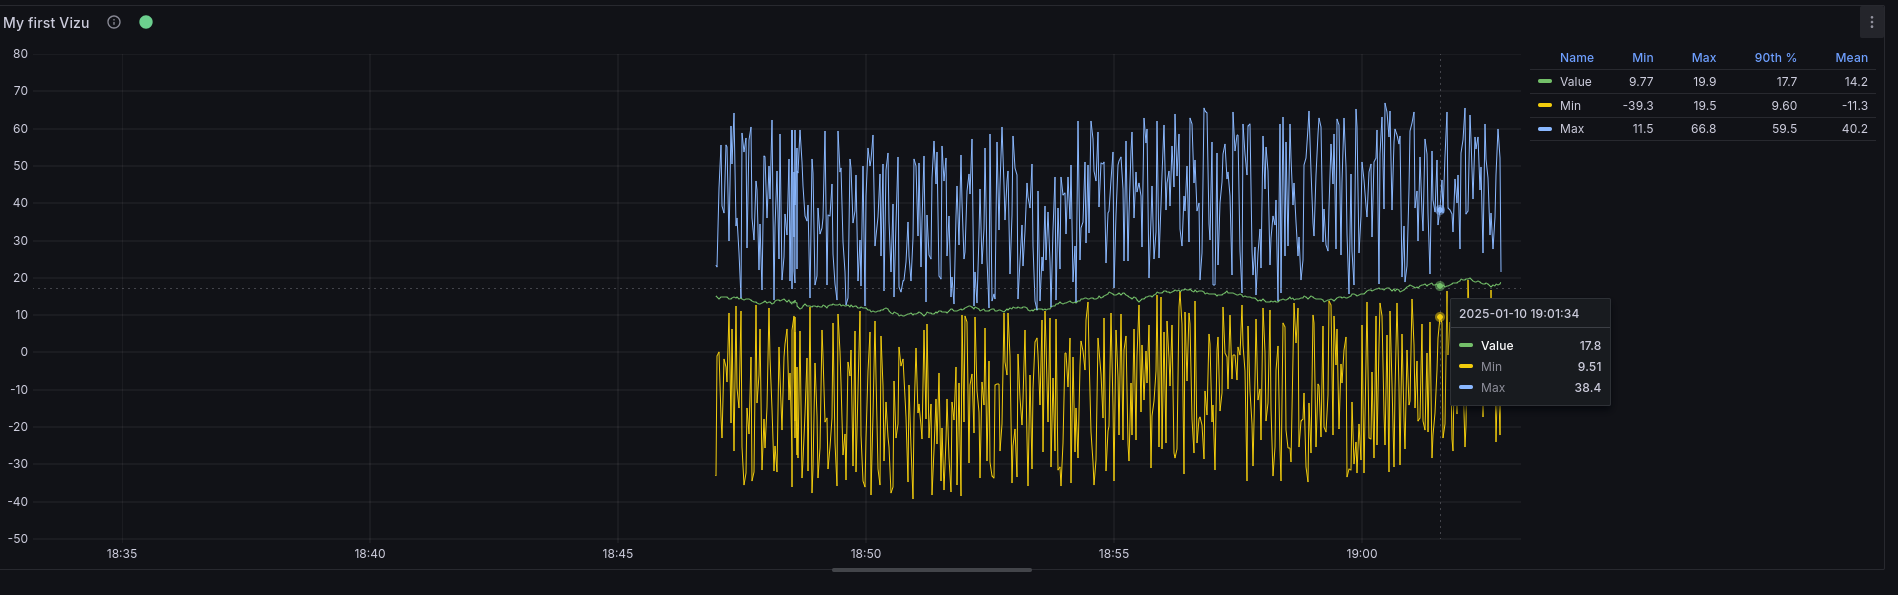 My first Vizu
80
70
60
50
40
30
20
10
0
-10
-20
-30
-40
-50
18:35 18:40 18:45 18:50 18:55 19:00
Name Min Max 90th % Mean
Value 9.77 19.9 17.7 14.2
Min -39.3 19.5 9.60 -11.3
Max 11.5 66.8 59.5 40.2
2025-01-10 19:01:34
Value 17.8
Min 9.51
Max 38.4